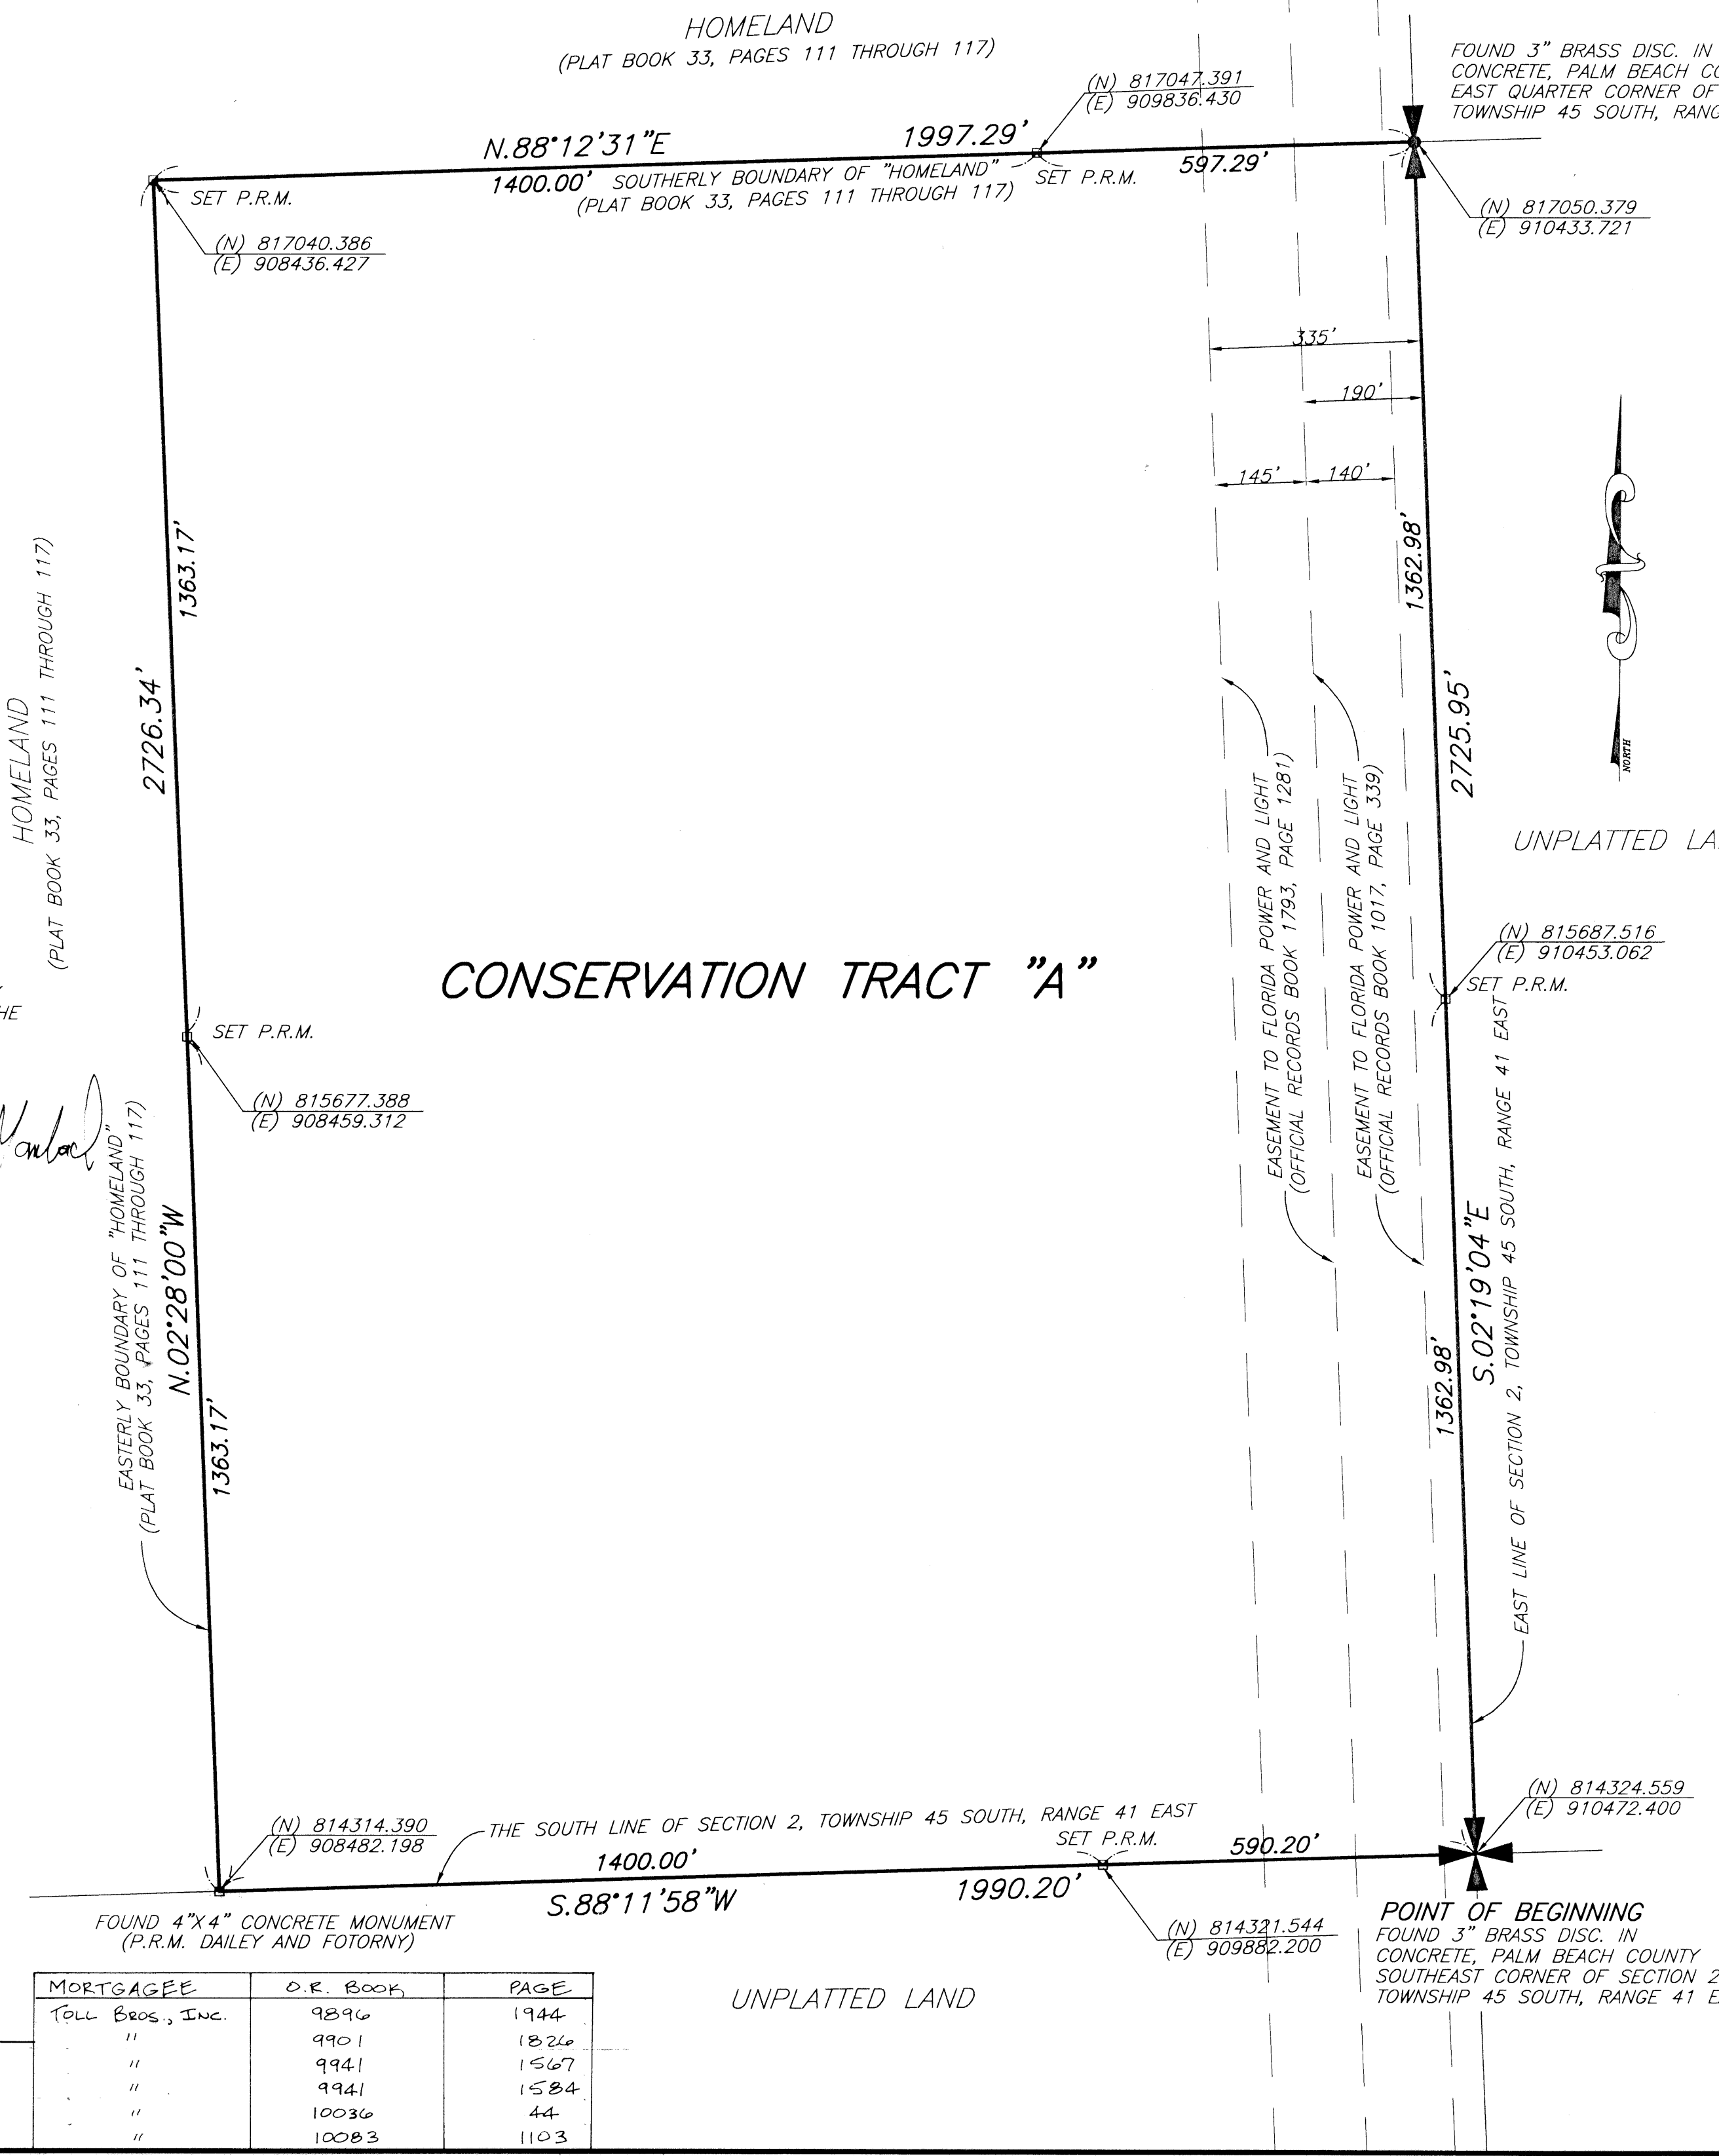 HOMELAND
(PLAT BOOK 33, PAGES 111 THROUGH 117)
FOUND 3" BRASS DISC. IN
CONCRETE, PALM BEACH
EAST QUARTER CORNER OF
TOWNSHIP 45 SOUTH,
(N) 817047.391
(E) 909836.430
N.88°12'31"E
1997.29'
1400.00'
SOUTHERLY BOUNDARY OF "HOMELAND"
(PLAT BOOK 33, PAGES 111 THROUGH 117)
SET P.R.M.
597.29'
SET P.R.M.
(N) 817040.386
(E) 908436.427
(N) 817050.379
(E) 910433.721
335'
190'
145'
140'
1363.17'
2726.34'
1362.98'
2725.95'
NORTH
HOMELAND
(PLAT BOOK 33, PAGES 111 THROUGH 117)
UNPLATTED
EASEMENT TO FLORIDA POWER AND LIGHT
(OFFICIAL RECORDS BOOK 1793, PAGE 1281)
EASEMENT TO FLORIDA POWER AND LIGHT
(OFFICIAL RECORDS BOOK 1017, PAGE 339)
CONSERVATION TRACT "A"
(N) 815687.516
(E) 910453.062
SET P.R.M.
SET P.R.M.
(N) 815677.388
(E) 908459.312
EASTERLY BOUNDARY OF "HOMELAND"
(PLAT BOOK 33, PAGES 111 THROUGH 117)
N.02°28'00"W
1363.17'
1362.98'
S.02°19'04"E
EAST LINE OF SECTION 2, TOWNSHIP 45 SOUTH, RANGE 41 EAST
(N) 814324.559
(E) 910472.400
(N) 814314.390
(E) 908482.198
THE SOUTH LINE OF SECTION 2, TOWNSHIP 45 SOUTH, RANGE 41 EAST
SET P.R.M.
1400.00'
590.20'
S.88°11'58"W
1990.20'
FOUND 4"X4" CONCRETE MONUMENT
(P.R.M. DAILEY AND FOTORNY)
(N) 814321.544
(E) 909882.200
POINT OF BEGINNING
FOUND 3" BRASS DISC. IN
CONCRETE, PALM BEACH COUNTY
SOUTHEAST CORNER OF SECTION 2
TOWNSHIP 45 SOUTH, RANGE 41
UNPLATTED LAND
MORTGAGEE O.R. BOOK PAGE
TOLL BROS., INC. 9896 1944
" 9901 1826
" 9941 1567
" 9941 1584
" 10036 44
" 10083 1103